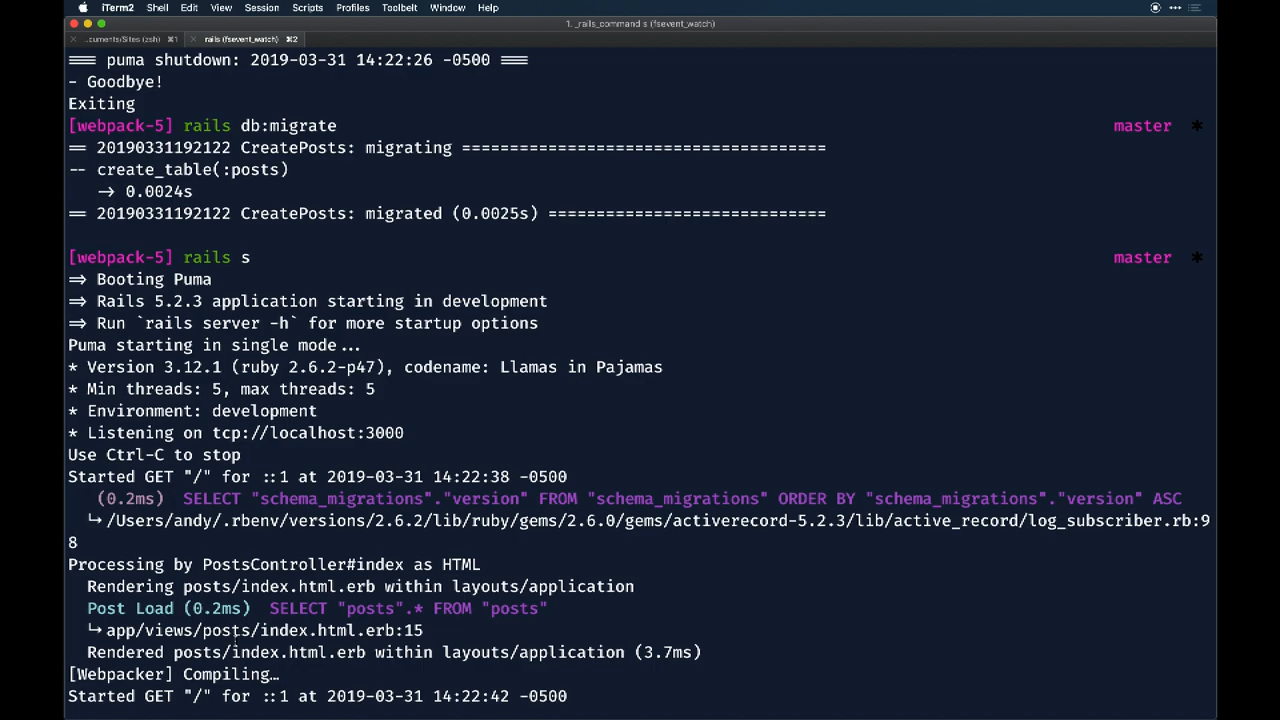 iTerm2 Shell Edit View Session Scripts Profiles Toolbelt Window Help
1. _rails_command s (fsevent_watch)
..cuments/Sites (zsh) ⌘1 rails (fsevent_watch) ⌘2
=== puma shutdown: 2019-03-31 14:22:26 -0500 ===
- Goodbye!
Exiting
[webpack-5] rails db:migrate master *
== 20190331192122 CreatePosts: migrating ======================================
-- create_table(:posts)
-> 0.0024s
== 20190331192122 CreatePosts: migrated (0.0025s) =============================
[webpack-5] rails s master *
=> Booting Puma
=> Rails 5.2.3 application starting in development
=> Run `rails server -h` for more startup options
Puma starting in single mode...
* Version 3.12.1 (ruby 2.6.2-p47), codename: Llamas in Pajamas
* Min threads: 5, max threads: 5
* Environment: development
* Listening on tcp://localhost:3000
Use Ctrl-C to stop
Started GET "/" for ::1 at 2019-03-31 14:22:38 -0500
(0.2ms) SELECT "schema_migrations"."version" FROM "schema_migrations" ORDER BY "schema_migrations"."version" ASC
↳ /Users/andy/.rbenv/versions/2.6.2/lib/ruby/gems/2.6.0/gems/activerecord-5.2.3/lib/active_record/log_subscriber.rb:9
8
Processing by PostsController#index as HTML
Rendering posts/index.html.erb within layouts/application
Post Load (0.2ms) SELECT "posts".* FROM "posts"
↳ app/views/posts/index.html.erb:15
Rendered posts/index.html.erb within layouts/application (3.7ms)
[Webpacker] Compiling…
Started GET "/" for ::1 at 2019-03-31 14:22:42 -0500